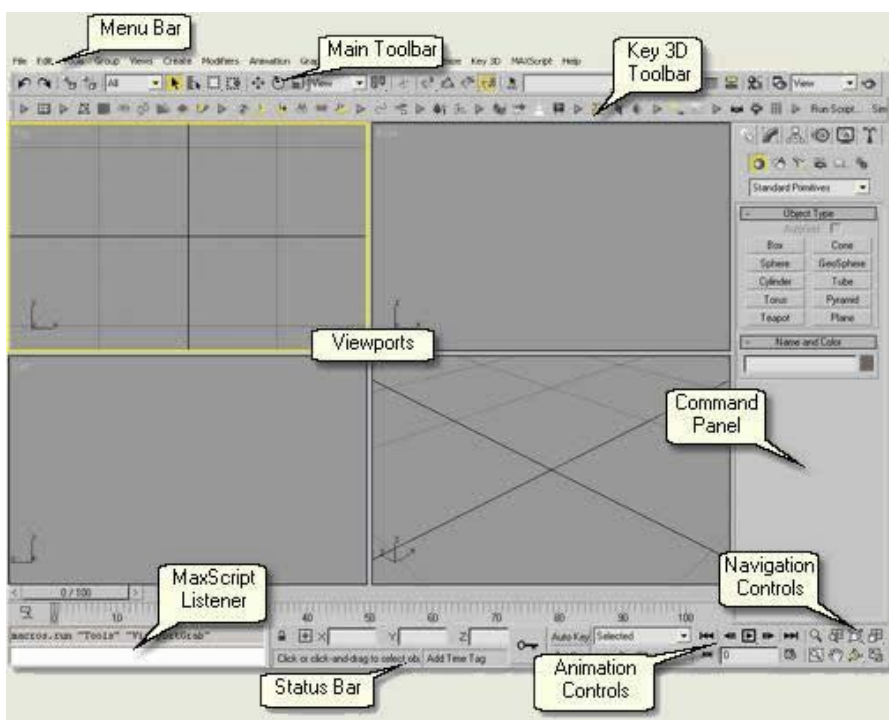 Menu Bar
Main Toolbar
Key 3D
Toolbar
File Edit Group Views Create Modifiers Animation Key 3D MAXScript Help
All View View
Run Script...
Standard Primitives
- Object Type
AutoGrid
Box Cone
Sphere GeoSphere
Cylinder Tube
Torus Pyramid
Teapot Plane
- Name and Color
Viewports
Command
Panel
MaxScript
Listener
Navigation
Controls
< 0 / 100 >
0 10 40 50 60 70 80 90 100
macros.run "Tools"
X Y Z
Auto Key Selected
Click or click-and-drag to select ob Add Time Tag
0
Status Bar
Animation
Controls